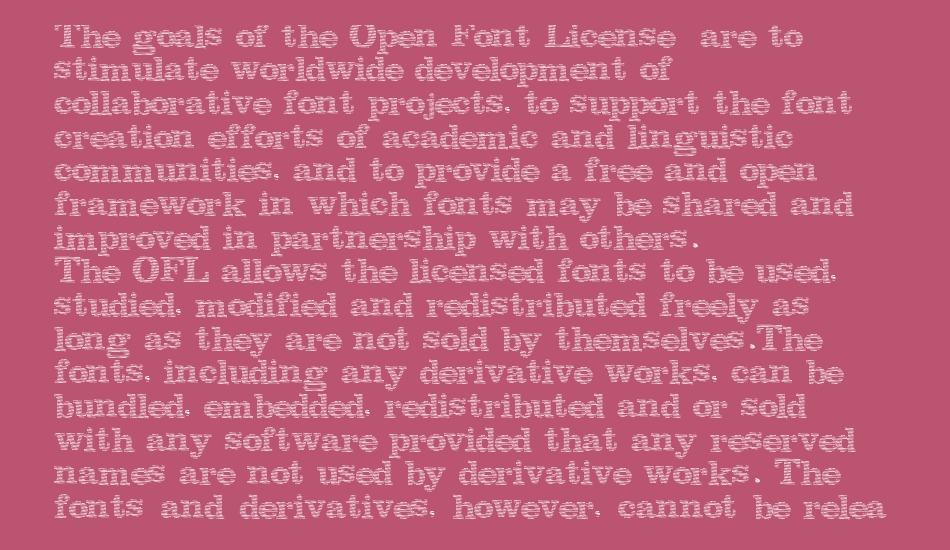 The goals of the Open Font License are to
stimulate worldwide development of
collaborative font projects, to support the font
creation efforts of academic and linguistic
communities, and to provide a free and open
framework in which fonts may be shared and
improved in partnership with others.
The OFL allows the licensed fonts to be used,
studied, modified and redistributed freely as
long as they are not sold by themselves.The
fonts, including any derivative works, can be
bundled, embedded, redistributed and or sold
with any software provided that any reserved
names are not used by derivative works. The
fonts and derivatives, however, cannot be relea